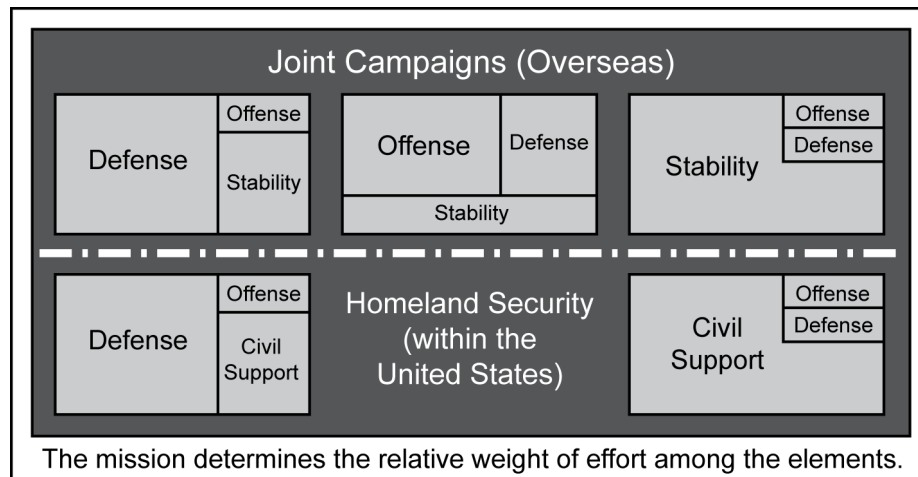 Joint Campaigns (Overseas)
Defense
Offense
Stability
Offense
Defense
Stability
Stability
Offense
Defense
Defense
Offense
Civil
Support
Homeland Security
(within the
United States)
Civil
Support
Offense
Defense
The mission determines the relative weight of effort among the elements.